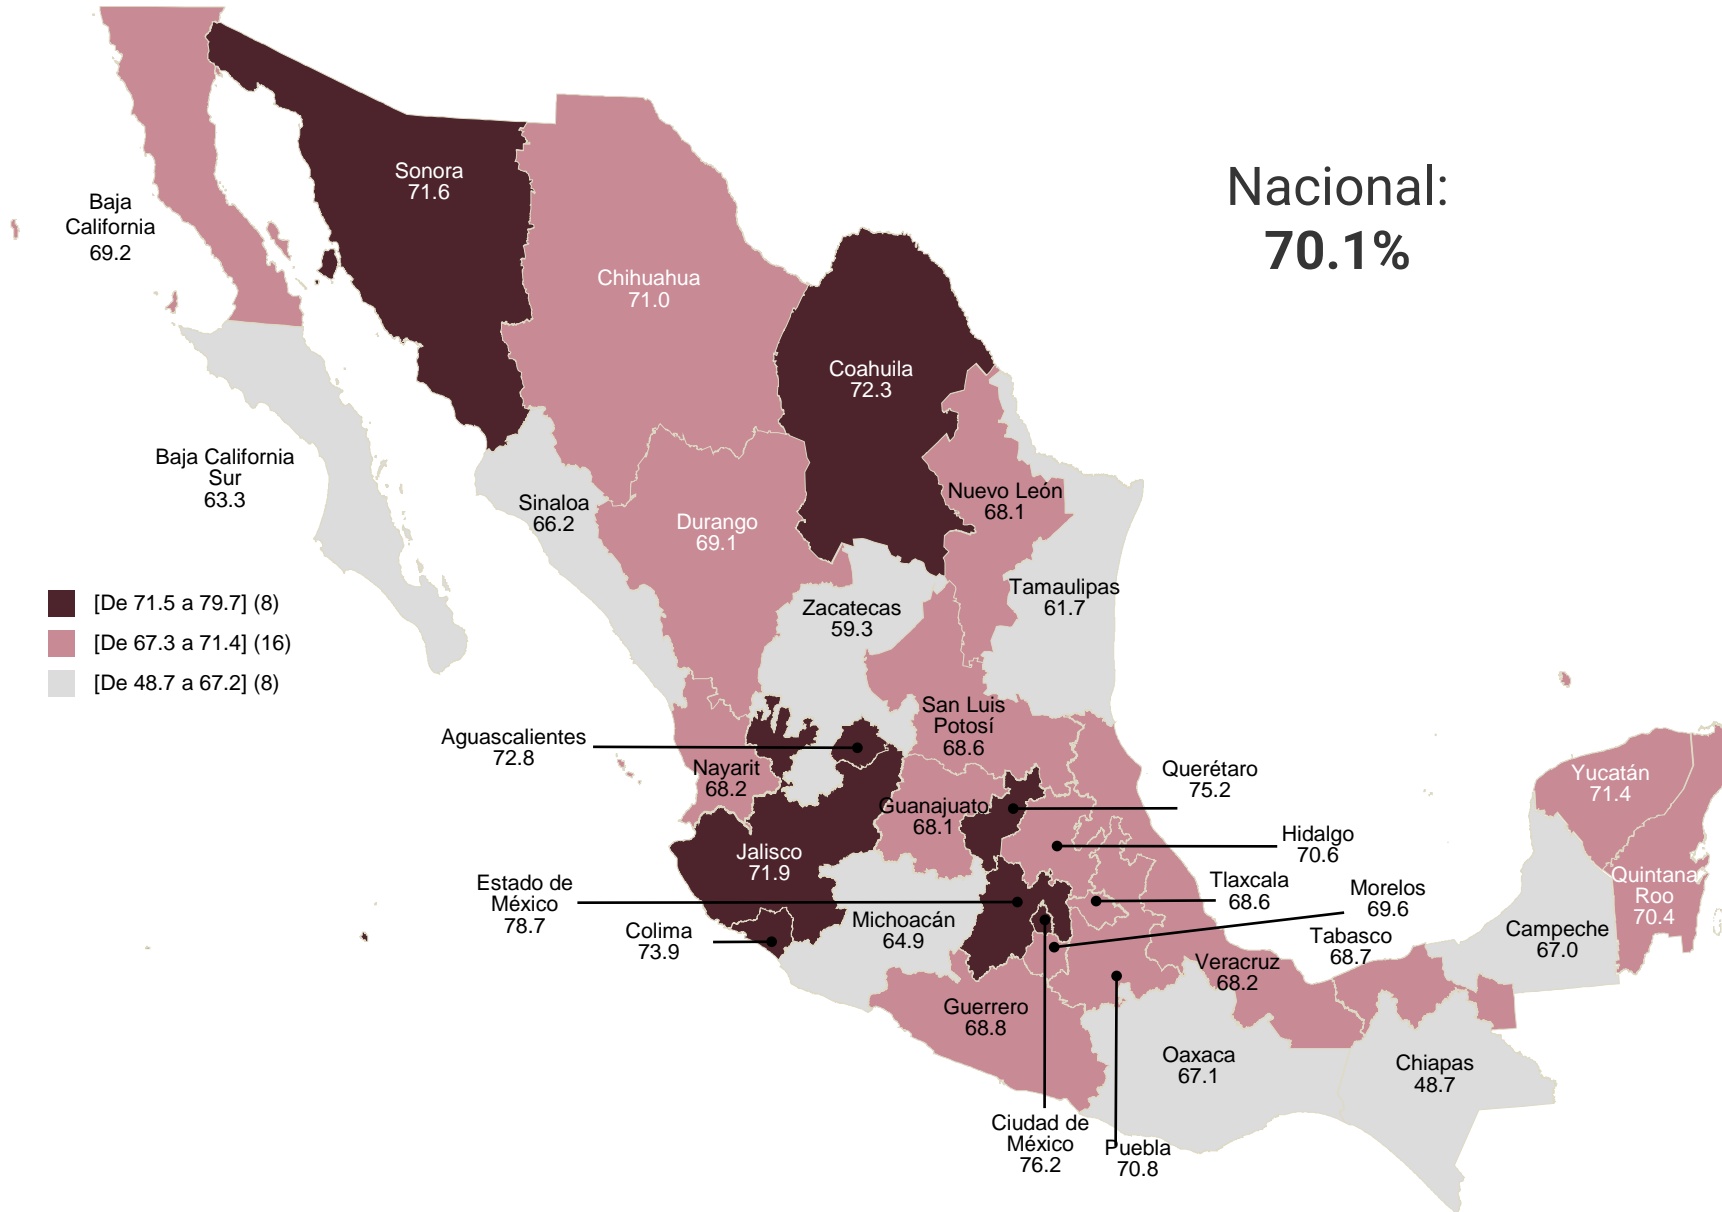 Nacional:
70.1%
Sonora
71.6
Baja
California
69.2
Chihuahua
71.0
Coahuila
72.3
Baja California
Sur
63.3
Sinaloa
66.2
Durango
69.1
Nuevo León
68.1
Tamaulipas
61.7
Zacatecas
59.3
[De 71.5 a 79.7] (8)
[De 67.3 a 71.4] (16)
[De 48.7 a 67.2] (8)
San Luis
Potosí
68.6
Aguascalientes
72.8
Nayarit
68.2
Guanajuato
68.1
Querétaro
75.2
Yucatán
71.4
Hidalgo
70.6
Jalisco
71.9
Estado de
México
78.7
Tlaxcala
68.6
Morelos
69.6
Quintana
Roo
70.4
Colima
73.9
Michoacán
64.9
Tabasco
68.7
Campeche
67.0
Veracruz
68.2
Guerrero
68.8
Oaxaca
67.1
Chiapas
48.7
Ciudad de
México
76.2
Puebla
70.8